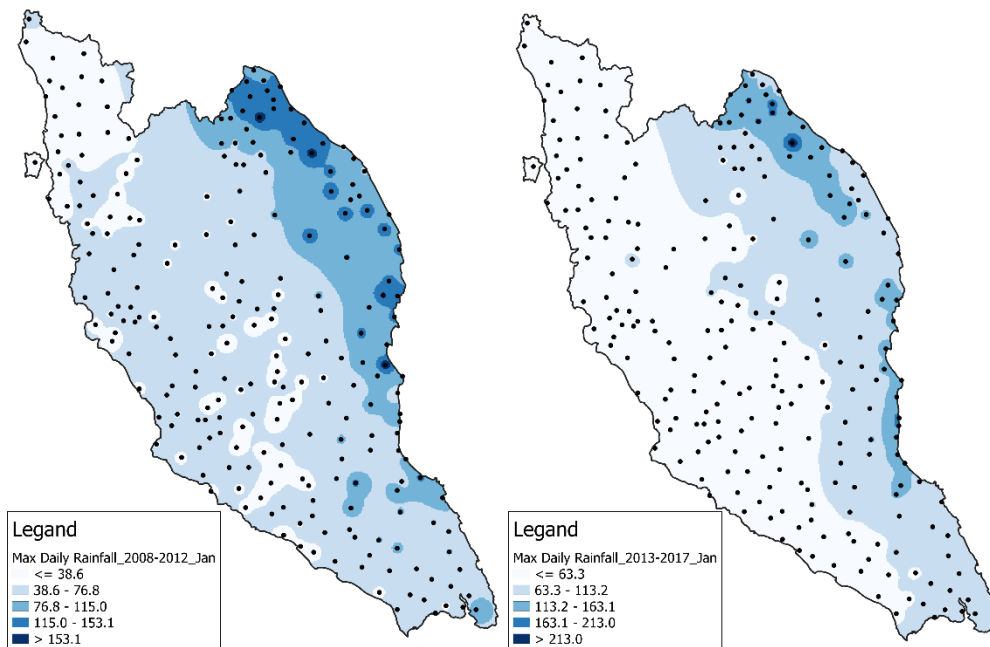 Legand
Max Daily Rainfall_2008-2012_Jan
<= 38.6
38.6 - 76.8
76.8 - 115.0
115.0 - 153.1
> 153.1
Legand
Max Daily Rainfall_2013-2017_Jan
<= 63.3
63.3 - 113.2
113.2 - 163.1
163.1 - 213.0
> 213.0